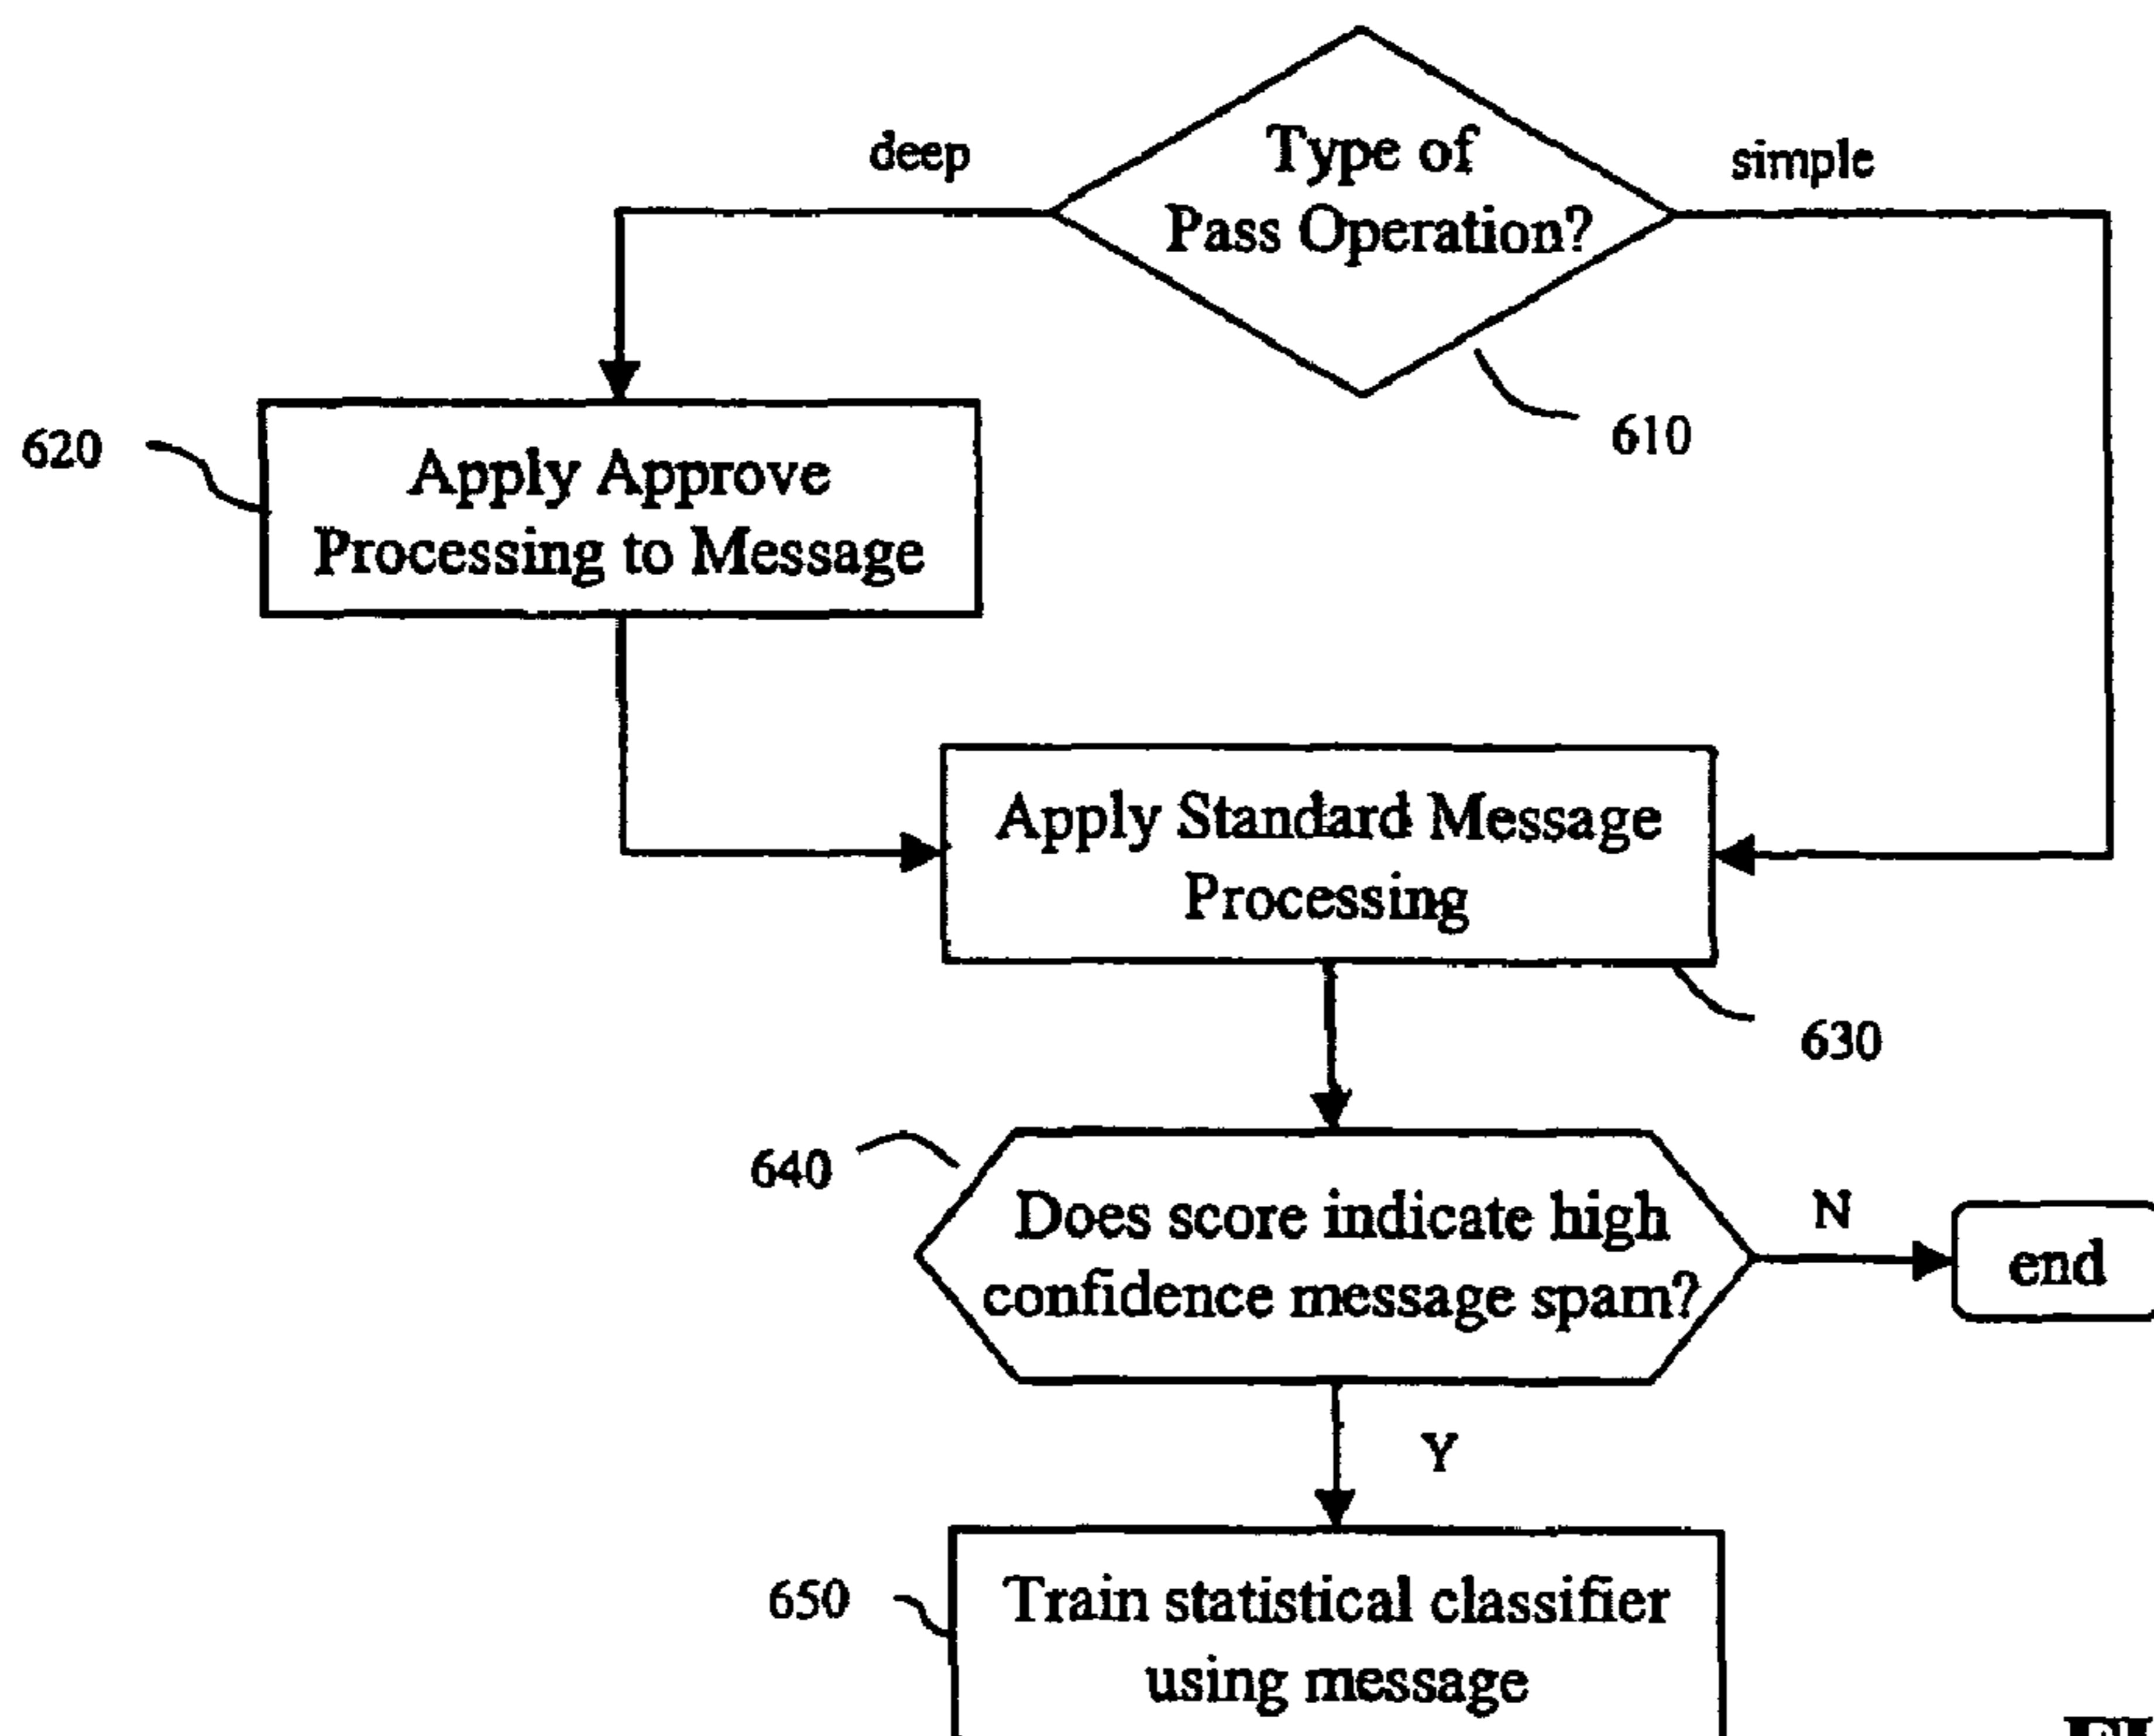 deep
Type of
Pass Operation?
simple
610
620
Apply Approve
Processing to Message
Apply Standard Message
Processing
630
640
Does score indicate high
confidence message spam?
N
end
Y
650
Train statistical classifier
using message